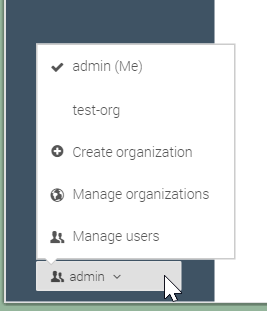 admin (Me)
test-org
Create organization
Manage organizations
Manage users
admin